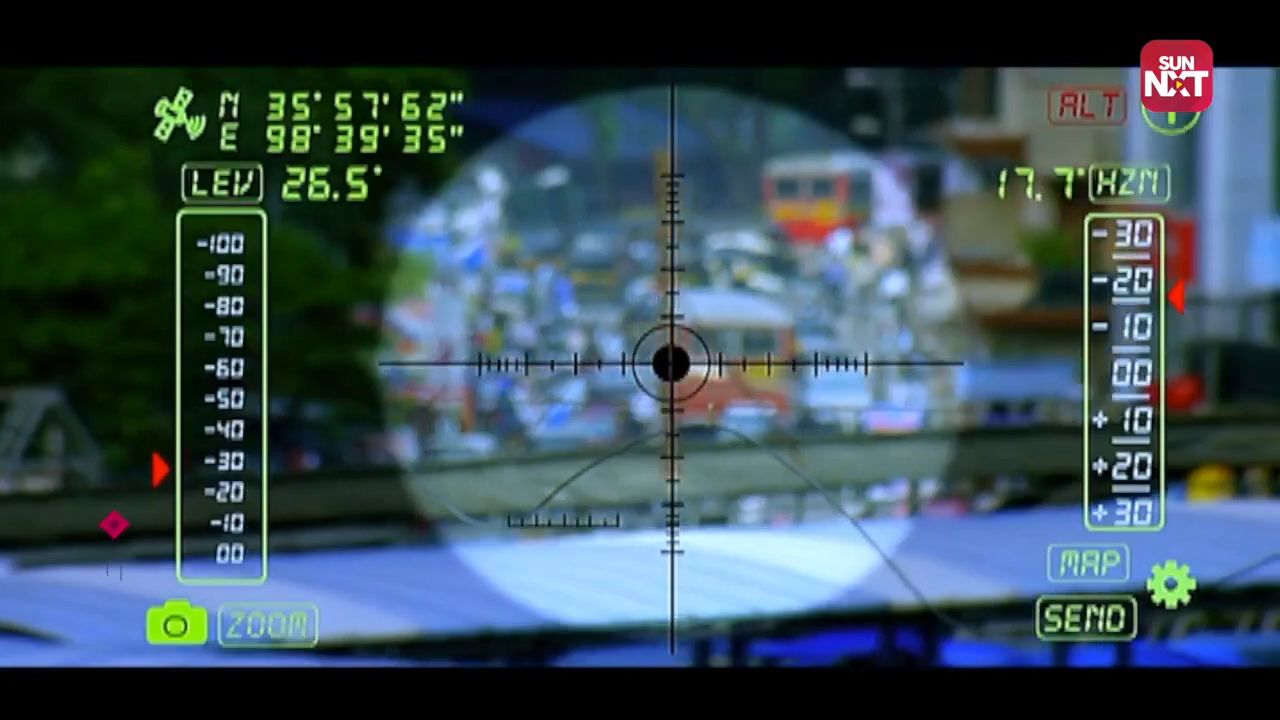 SUN
NXT
N 35° 57' 62"
E 98° 39' 35"
ALT
LEV 26.5°
17.7° HZN
-100
-90
-80
-70
-60
-50
-40
-30
-20
-10
00
-30
-20
-10
00
+10
+20
+30
MAP
ZOOM
SEND